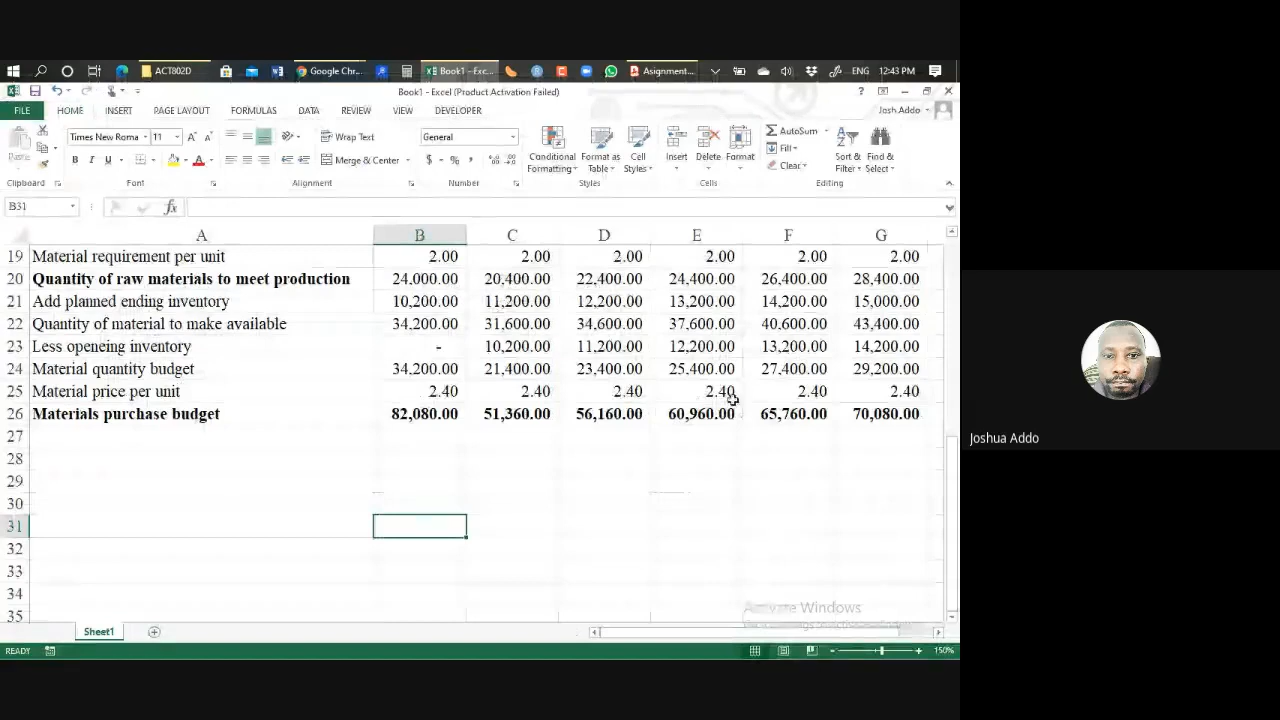 ACT802D
Google Chr...
Book1 - Exc...
Asignment...
ENG
12:43 PM
Book1 - Excel (Product Activation Failed)
FILE HOME INSERT PAGE LAYOUT FORMULAS DATA REVIEW VIEW DEVELOPER
Josh Addo
Paste
Times New Roma 11
Wrap Text
General
AutoSum
Fill
Clear
B I U
Merge & Center
$ % ,
Conditional Formatting
Format as Table
Cell Styles
Insert Delete Format
Sort & Filter
Find & Select
Clipboard Font Alignment Number Styles Cells Editing
B31 fx
A B C D E F G
19 Material requirement per unit 2.00 2.00 2.00 2.00 2.00 2.00
20 Quantity of raw materials to meet production 24,000.00 20,400.00 22,400.00 24,400.00 26,400.00 28,400.00
21 Add planned ending inventory 10,200.00 11,200.00 12,200.00 13,200.00 14,200.00 15,000.00
22 Quantity of material to make available 34,200.00 31,600.00 34,600.00 37,600.00 40,600.00 43,400.00
23 Less openeing inventory - 10,200.00 11,200.00 12,200.00 13,200.00 14,200.00
24 Material quantity budget 34,200.00 21,400.00 23,400.00 25,400.00 27,400.00 29,200.00
25 Material price per unit 2.40 2.40 2.40 2.40 2.40 2.40
26 Materials purchase budget 82,080.00 51,360.00 56,160.00 60,960.00 65,760.00 70,080.00
27
28
29
30
31
32
33
34
35
Activate Windows
Sheet1
READY
150%
Joshua Addo